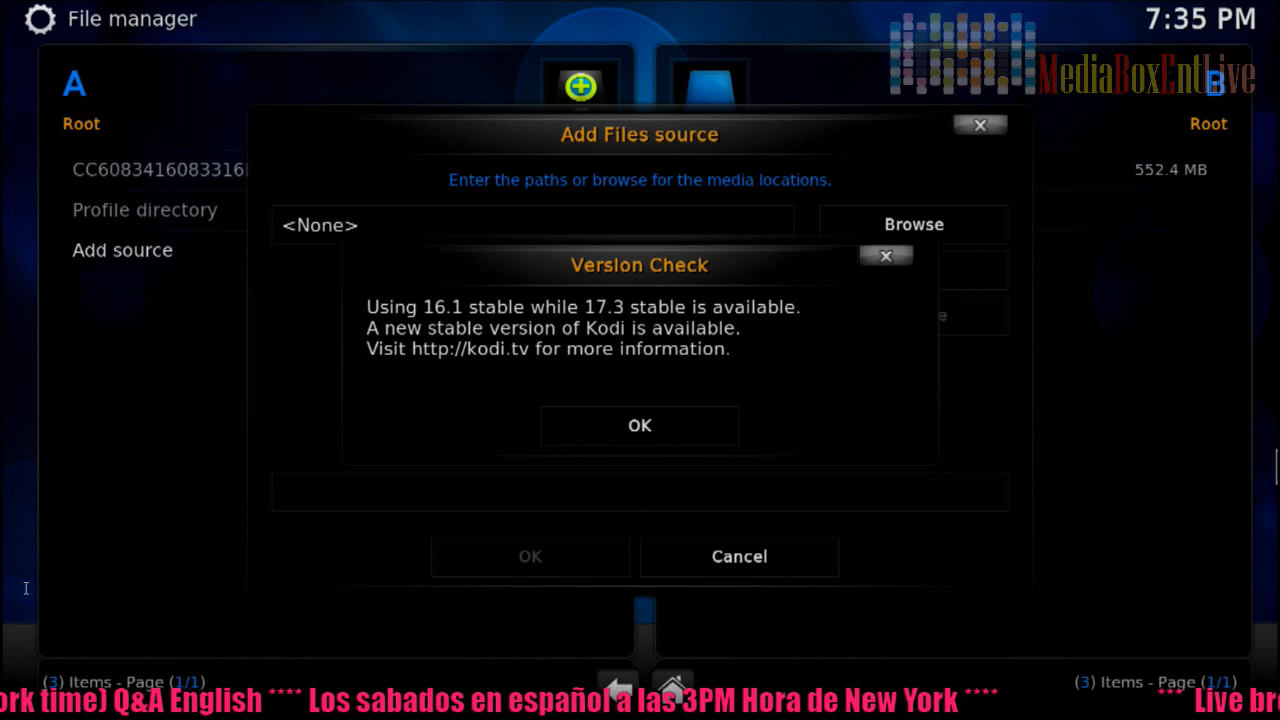 File manager
7:35 PM
MediaBoxEntLive
A
B
Root
Root
Add Files source
CC6083416083316
552.4 MB
Enter the paths or browse for the media locations.
Profile directory
<None>
Browse
Add source
Version Check
Using 16.1 stable while 17.3 stable is available.
A new stable version of Kodi is available.
Visit http://kodi.tv for more information.
OK
OK
Cancel
(3) Items - Page (1/1)
(3) Items - Page (1/1)
ork time) Q&A English **** Los sabados en español a las 3PM Hora de New York **** *** Live br